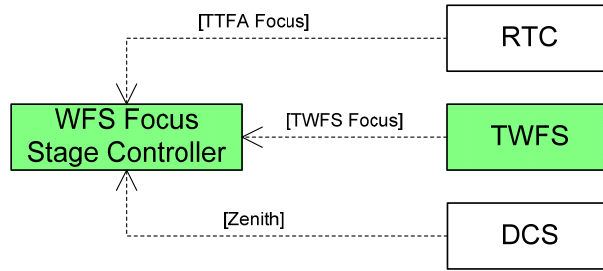 [TTFA Focus]
RTC
WFS Focus
Stage Controller
[TWFS Focus]
TWFS
[Zenith]
DCS